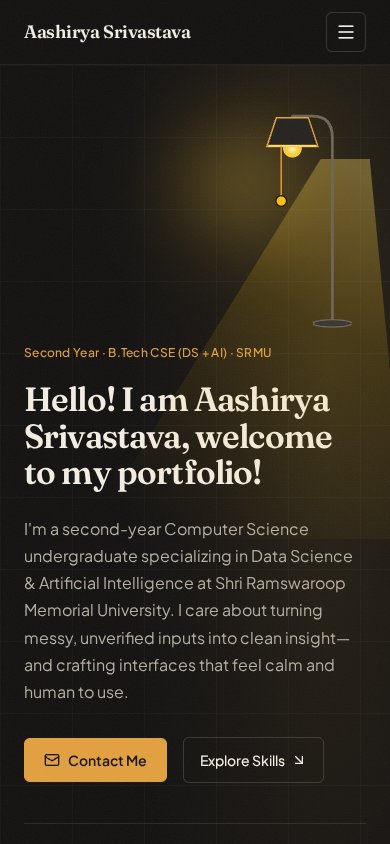 Aashirya Srivastava
Second Year · B.Tech CSE (DS + AI) · SRMU
Hello! I am Aashirya
Srivastava, welcome
to my portfolio!
I'm a second-year Computer Science
undergraduate specializing in Data Science
& Artificial Intelligence at Shri Ramswaroop
Memorial University. I care about turning
messy, unverified inputs into clean insight—
and crafting interfaces that feel calm and
human to use.
Contact Me
Explore Skills